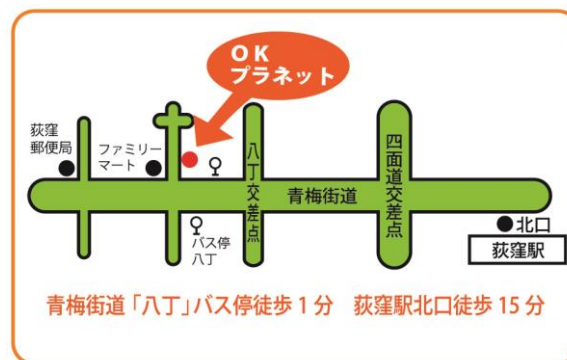 OK
プラネット
荻窪
郵便局
ファミリー
マート
八丁交差点
四面道交差点
青梅街道
バス停
八丁
北口
荻窪駅
青梅街道「八丁」バス停徒歩1分　荻窪駅北口徒歩15分